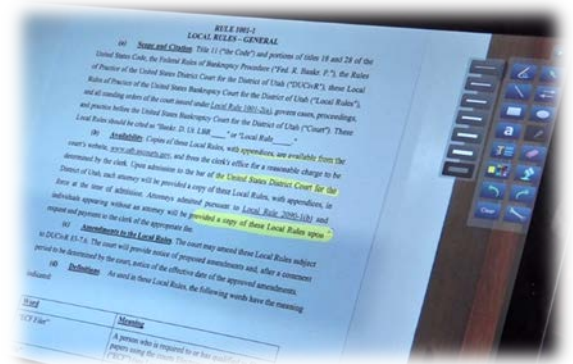 RULE 1001-1
LOCAL RULES – GENERAL
(a) Scope and Citation. Title 11 ("the Code") and portions of titles 18 and 28 of the
United States Code, the Federal Rules of Bankruptcy Procedure ("Fed. R. Bankr. P."), the Rules
of Practice of the United States District Court for the District of Utah ("DUCivR"), these Local
Rules of Practice of the United States Bankruptcy Court for the District of Utah ("Local Rules"),
and all standing orders of the court issued under Local Rule 1001-2(a), govern cases, proceedings,
and practice before the United States Bankruptcy Court for the District of Utah ("Court"). These
Local Rules should be cited as "Bankr. D. Ut. LBR ____" or "Local Rule ____."
(b) Availability. Copies of these Local Rules, with appendices, are available from the
court's website, www.utb.uscourts.gov, and from the clerk's office for a reasonable charge to be
determined by the clerk. Upon admission to the bar of the United States District Court for the
District of Utah, each attorney will be provided a copy of these Local Rules, with appendices, in
force at the time of admission. Attorneys admitted pursuant to Local Rule 2090-1(b) and
individuals appearing without an attorney will be provided a copy of these Local Rules upon
request and payment to the clerk of the appropriate fee.
(c) Amendments to the Local Rules. The court may amend these Local Rules subject
to DUCivR 83-7.6. The court will provide notice of proposed amendments and, after a comment
period to be determined by the court, notice of the effective date of the approved amendments.
(d) Definitions. As used in these Local Rules, the following words have the meaning
indicated:
Word Meaning
"ECF Filer" A person who is required to or has qualified to
papers using the courts
a
T
Clear